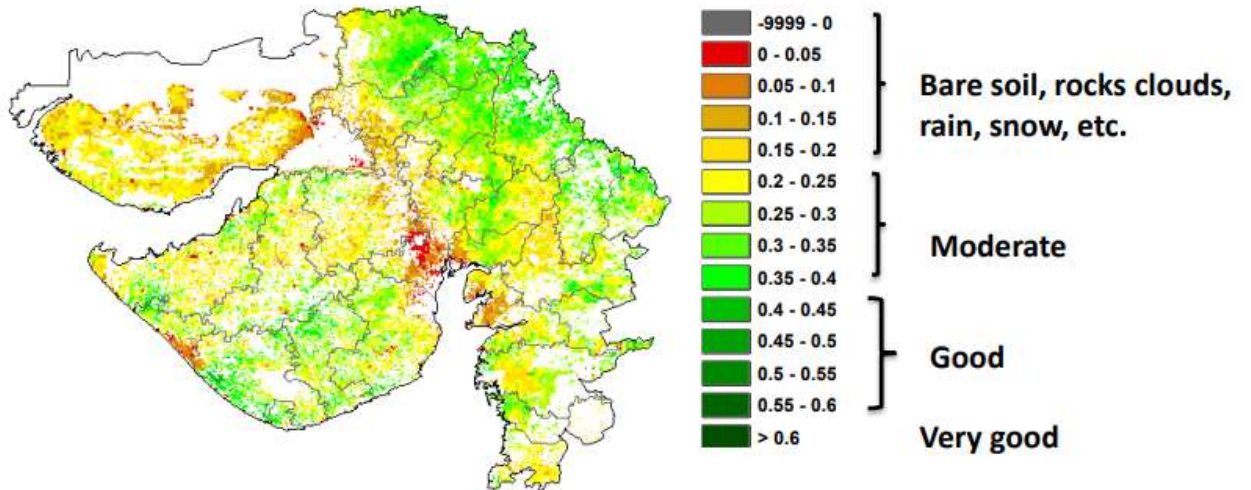 -9999 - 0
0 - 0.05
0.05 - 0.1
0.1 - 0.15
0.15 - 0.2
0.2 - 0.25
0.25 - 0.3
0.3 - 0.35
0.35 - 0.4
0.4 - 0.45
0.45 - 0.5
0.5 - 0.55
0.55 - 0.6
> 0.6
Bare soil, rocks clouds,
rain, snow, etc.
Moderate
Good
Very good